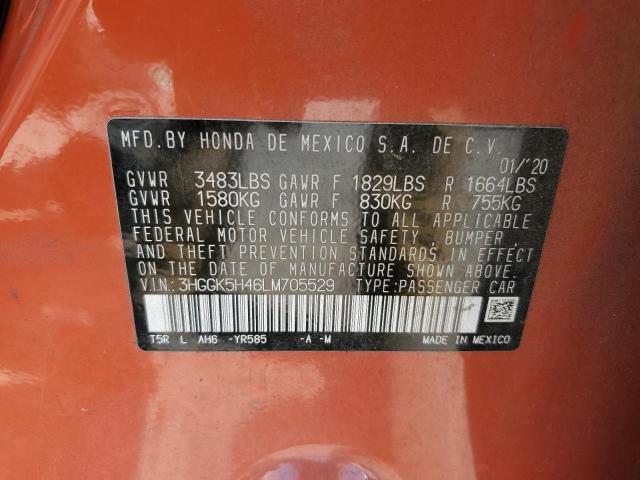 MFD.BY HONDA DE MEXICO S.A. DE C.V.
01/'20
GVWR 3483LBS GAWR F 1829LBS R 1664LBS
GVWR 1580KG GAWR F 830KG R 755KG
THIS VEHICLE CONFORMS TO ALL APPLICABLE
FEDERAL MOTOR VEHICLE SAFETY, BUMPER,
AND THEFT PREVENTION STANDARDS IN EFFECT
ON THE DATE OF MANUFACTURE SHOWN ABOVE.
V.I.N.:3HGGK5H46LM705529 TYPE:PASSENGER CAR
T5R L AH6 -YR585 -A -M MADE IN MEXICO